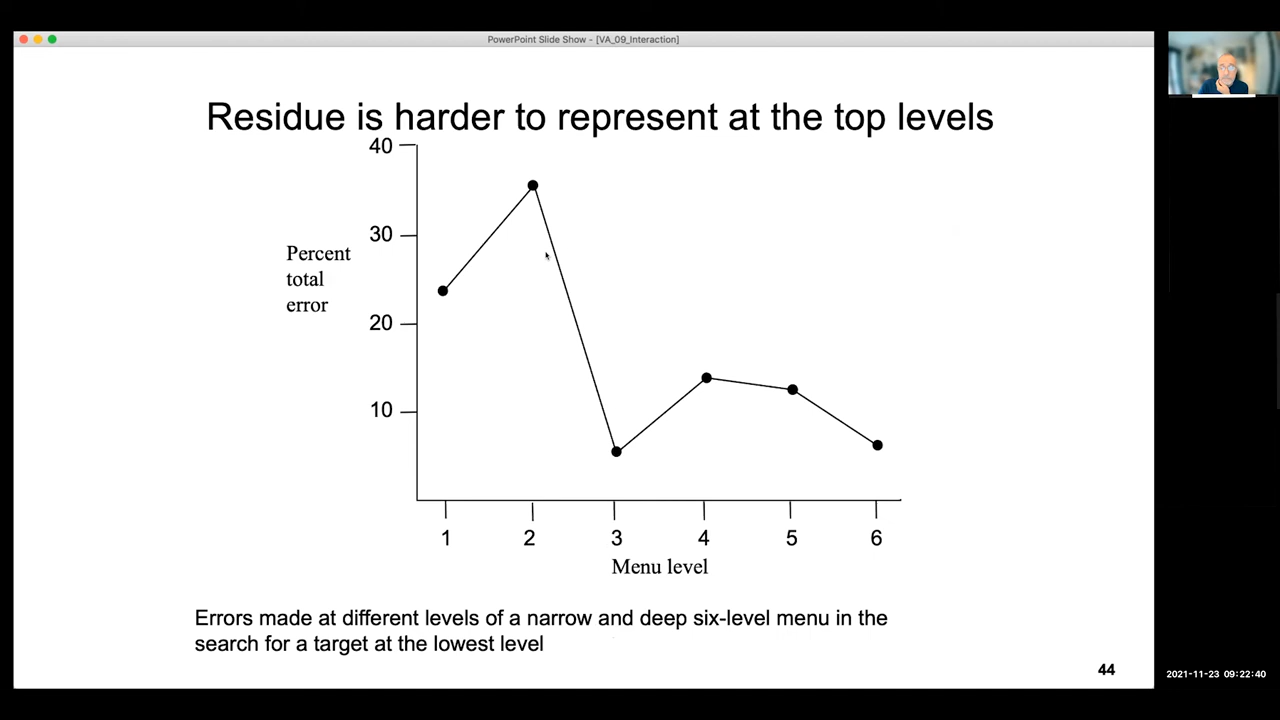 PowerPoint Slide Show - [VA_09_Interaction]
Residue is harder to represent at the top levels
40
30
Percent
total
error
20
10
1 2 3 4 5 6
Menu level
Errors made at different levels of a narrow and deep six-level menu in the
search for a target at the lowest level
44
2021-11-23 09:22:40